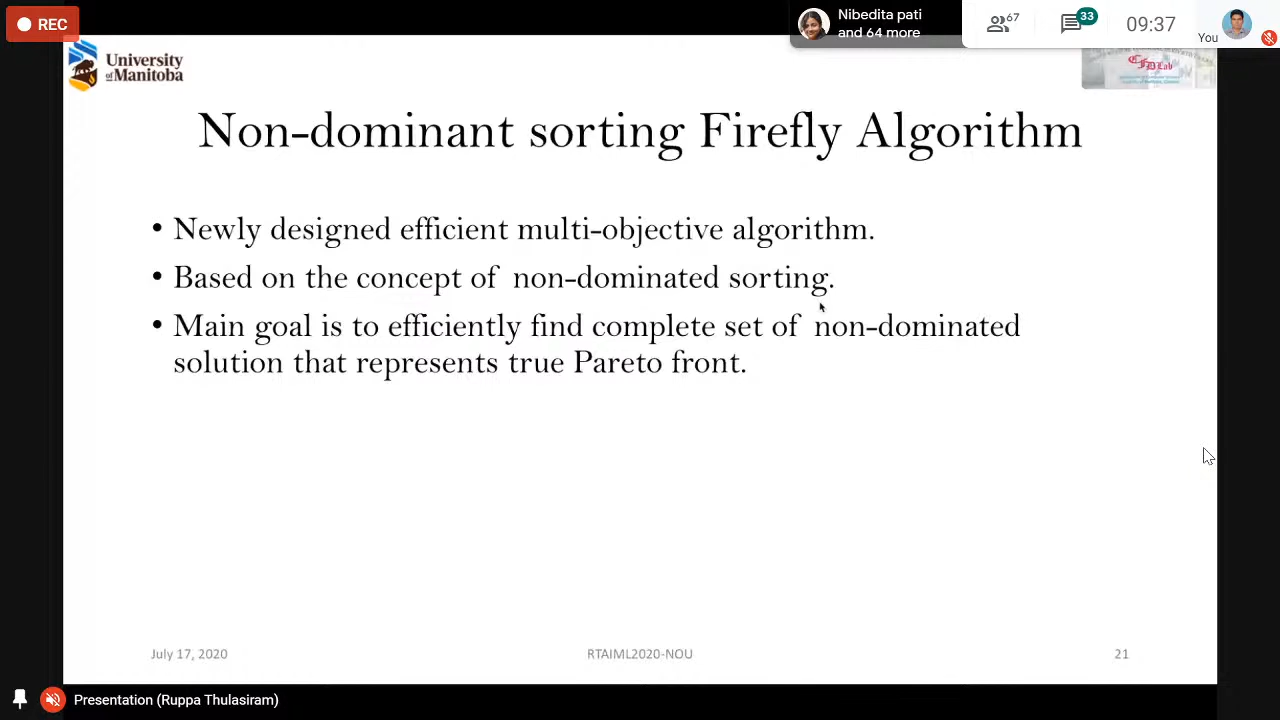 REC
Nibedita pati
and 64 more
67
33
09:37
You
University
of Manitoba
CFD Lab
Non-dominant sorting Firefly Algorithm
• Newly designed efficient multi-objective algorithm.
• Based on the concept of non-dominated sorting.
• Main goal is to efficiently find complete set of non-dominated
solution that represents true Pareto front.
July 17, 2020
RTAIML2020-NOU
21
Presentation (Ruppa Thulasiram)